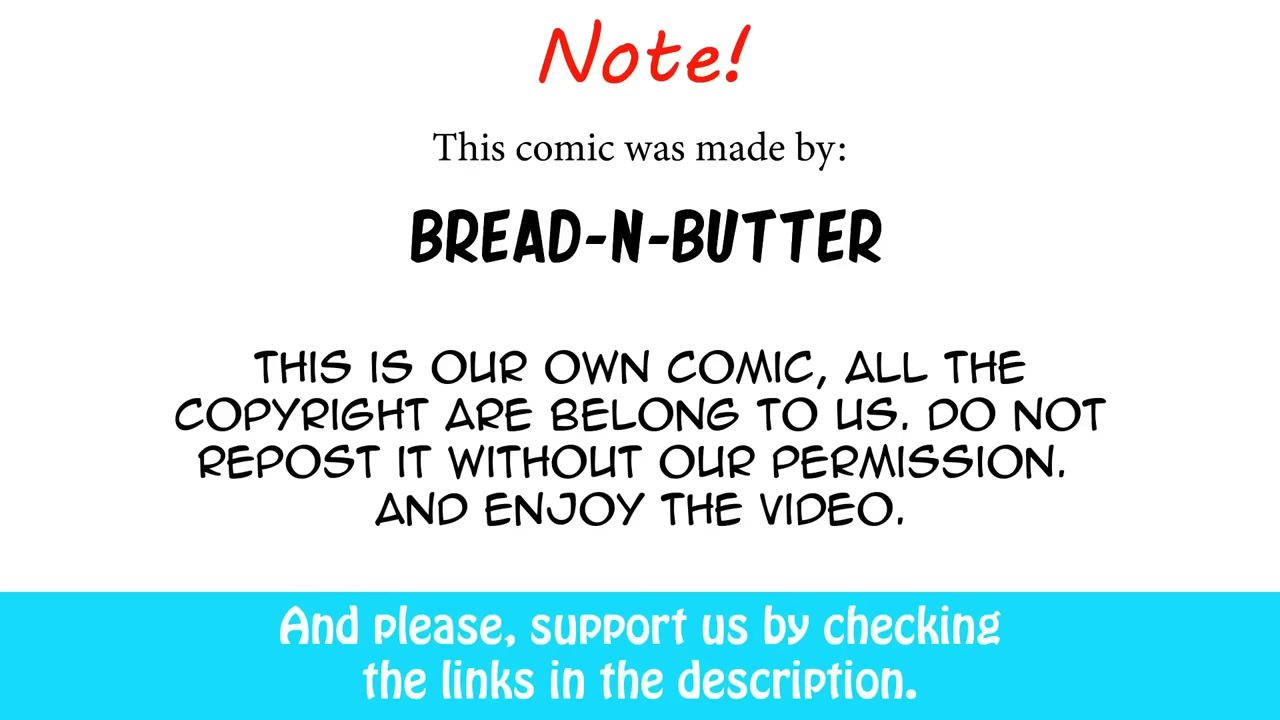 Note!
This comic was made by:
BREAD-N-BUTTER
THIS IS OUR OWN COMIC, ALL THE
COPYRIGHT ARE BELONG TO US. DO NOT
REPOST IT WITHOUT OUR PERMISSION.
AND ENJOY THE VIDEO.
And please, support us by checking
the links in the description.